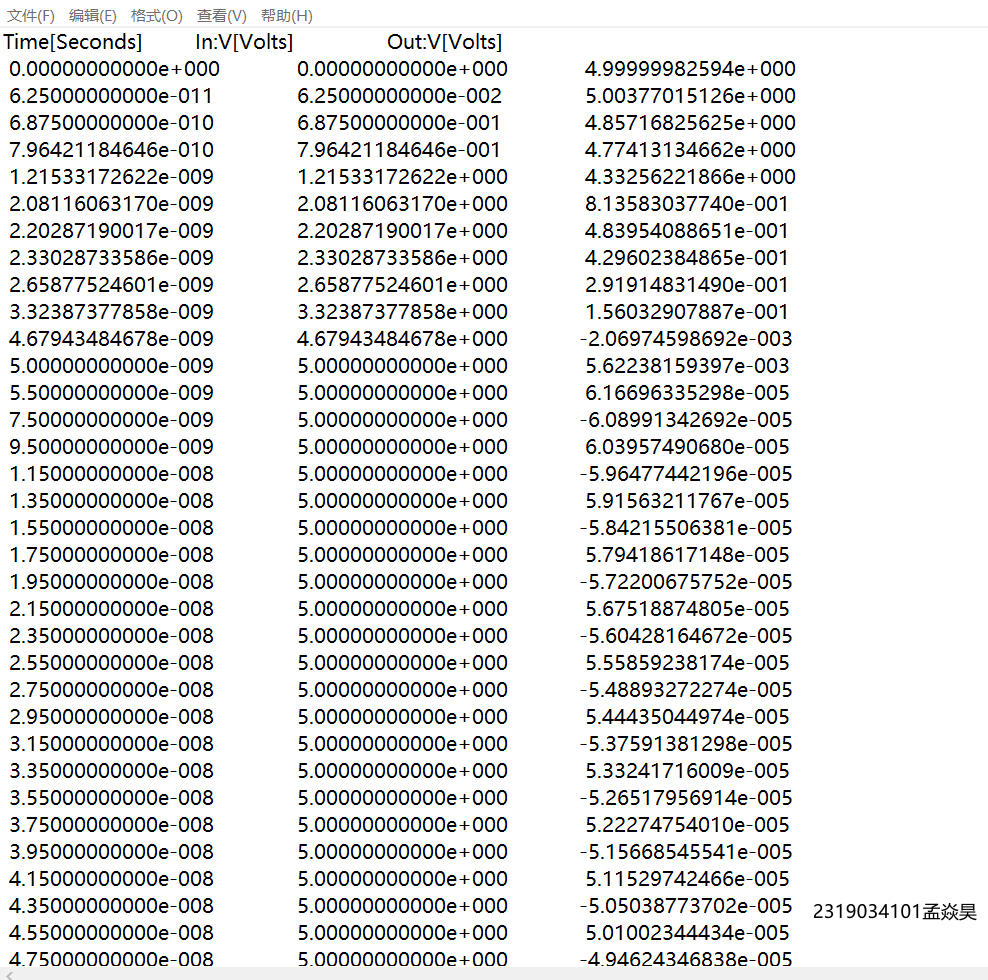 文件(F) 编辑(E) 格式(O) 查看(V) 帮助(H)
Time[Seconds] In:V[Volts] Out:V[Volts]
0.00000000000e+000 0.00000000000e+000 4.99999982594e+000
6.25000000000e-011 6.25000000000e-002 5.00377015126e+000
6.87500000000e-010 6.87500000000e-001 4.85716825625e+000
7.96421184646e-010 7.96421184646e-001 4.77413134662e+000
1.21533172622e-009 1.21533172622e+000 4.33256221866e+000
2.08116063170e-009 2.08116063170e+000 8.13583037740e-001
2.20287190017e-009 2.20287190017e+000 4.83954088651e-001
2.33028733586e-009 2.33028733586e+000 4.29602384865e-001
2.65877524601e-009 2.65877524601e+000 2.91914831490e-001
3.32387377858e-009 3.32387377858e+000 1.56032907887e-001
4.67943484678e-009 4.67943484678e+000 -2.06974598692e-003
5.00000000000e-009 5.00000000000e+000 5.62238159397e-003
5.50000000000e-009 5.00000000000e+000 6.16696335298e-005
7.50000000000e-009 5.00000000000e+000 -6.08991342692e-005
9.50000000000e-009 5.00000000000e+000 6.03957490680e-005
1.15000000000e-008 5.00000000000e+000 -5.96477442196e-005
1.35000000000e-008 5.00000000000e+000 5.91563211767e-005
1.55000000000e-008 5.00000000000e+000 -5.84215506381e-005
1.75000000000e-008 5.00000000000e+000 5.79418617148e-005
1.95000000000e-008 5.00000000000e+000 -5.72200675752e-005
2.15000000000e-008 5.00000000000e+000 5.67518874805e-005
2.35000000000e-008 5.00000000000e+000 -5.60428164672e-005
2.55000000000e-008 5.00000000000e+000 5.55859238174e-005
2.75000000000e-008 5.00000000000e+000 -5.48893272274e-005
2.95000000000e-008 5.00000000000e+000 5.44435044974e-005
3.15000000000e-008 5.00000000000e+000 -5.37591381298e-005
3.35000000000e-008 5.00000000000e+000 5.33241716009e-005
3.55000000000e-008 5.00000000000e+000 -5.26517956914e-005
3.75000000000e-008 5.00000000000e+000 5.22274754010e-005
3.95000000000e-008 5.00000000000e+000 -5.15668545541e-005
4.15000000000e-008 5.00000000000e+000 5.11529742466e-005
4.35000000000e-008 5.00000000000e+000 -5.05038773702e-005
2319034101孟焱昊
4.55000000000e-008 5.00000000000e+000 5.01002344434e-005
4.75000000000e-008 5.00000000000e+000 -4.94624346838e-005